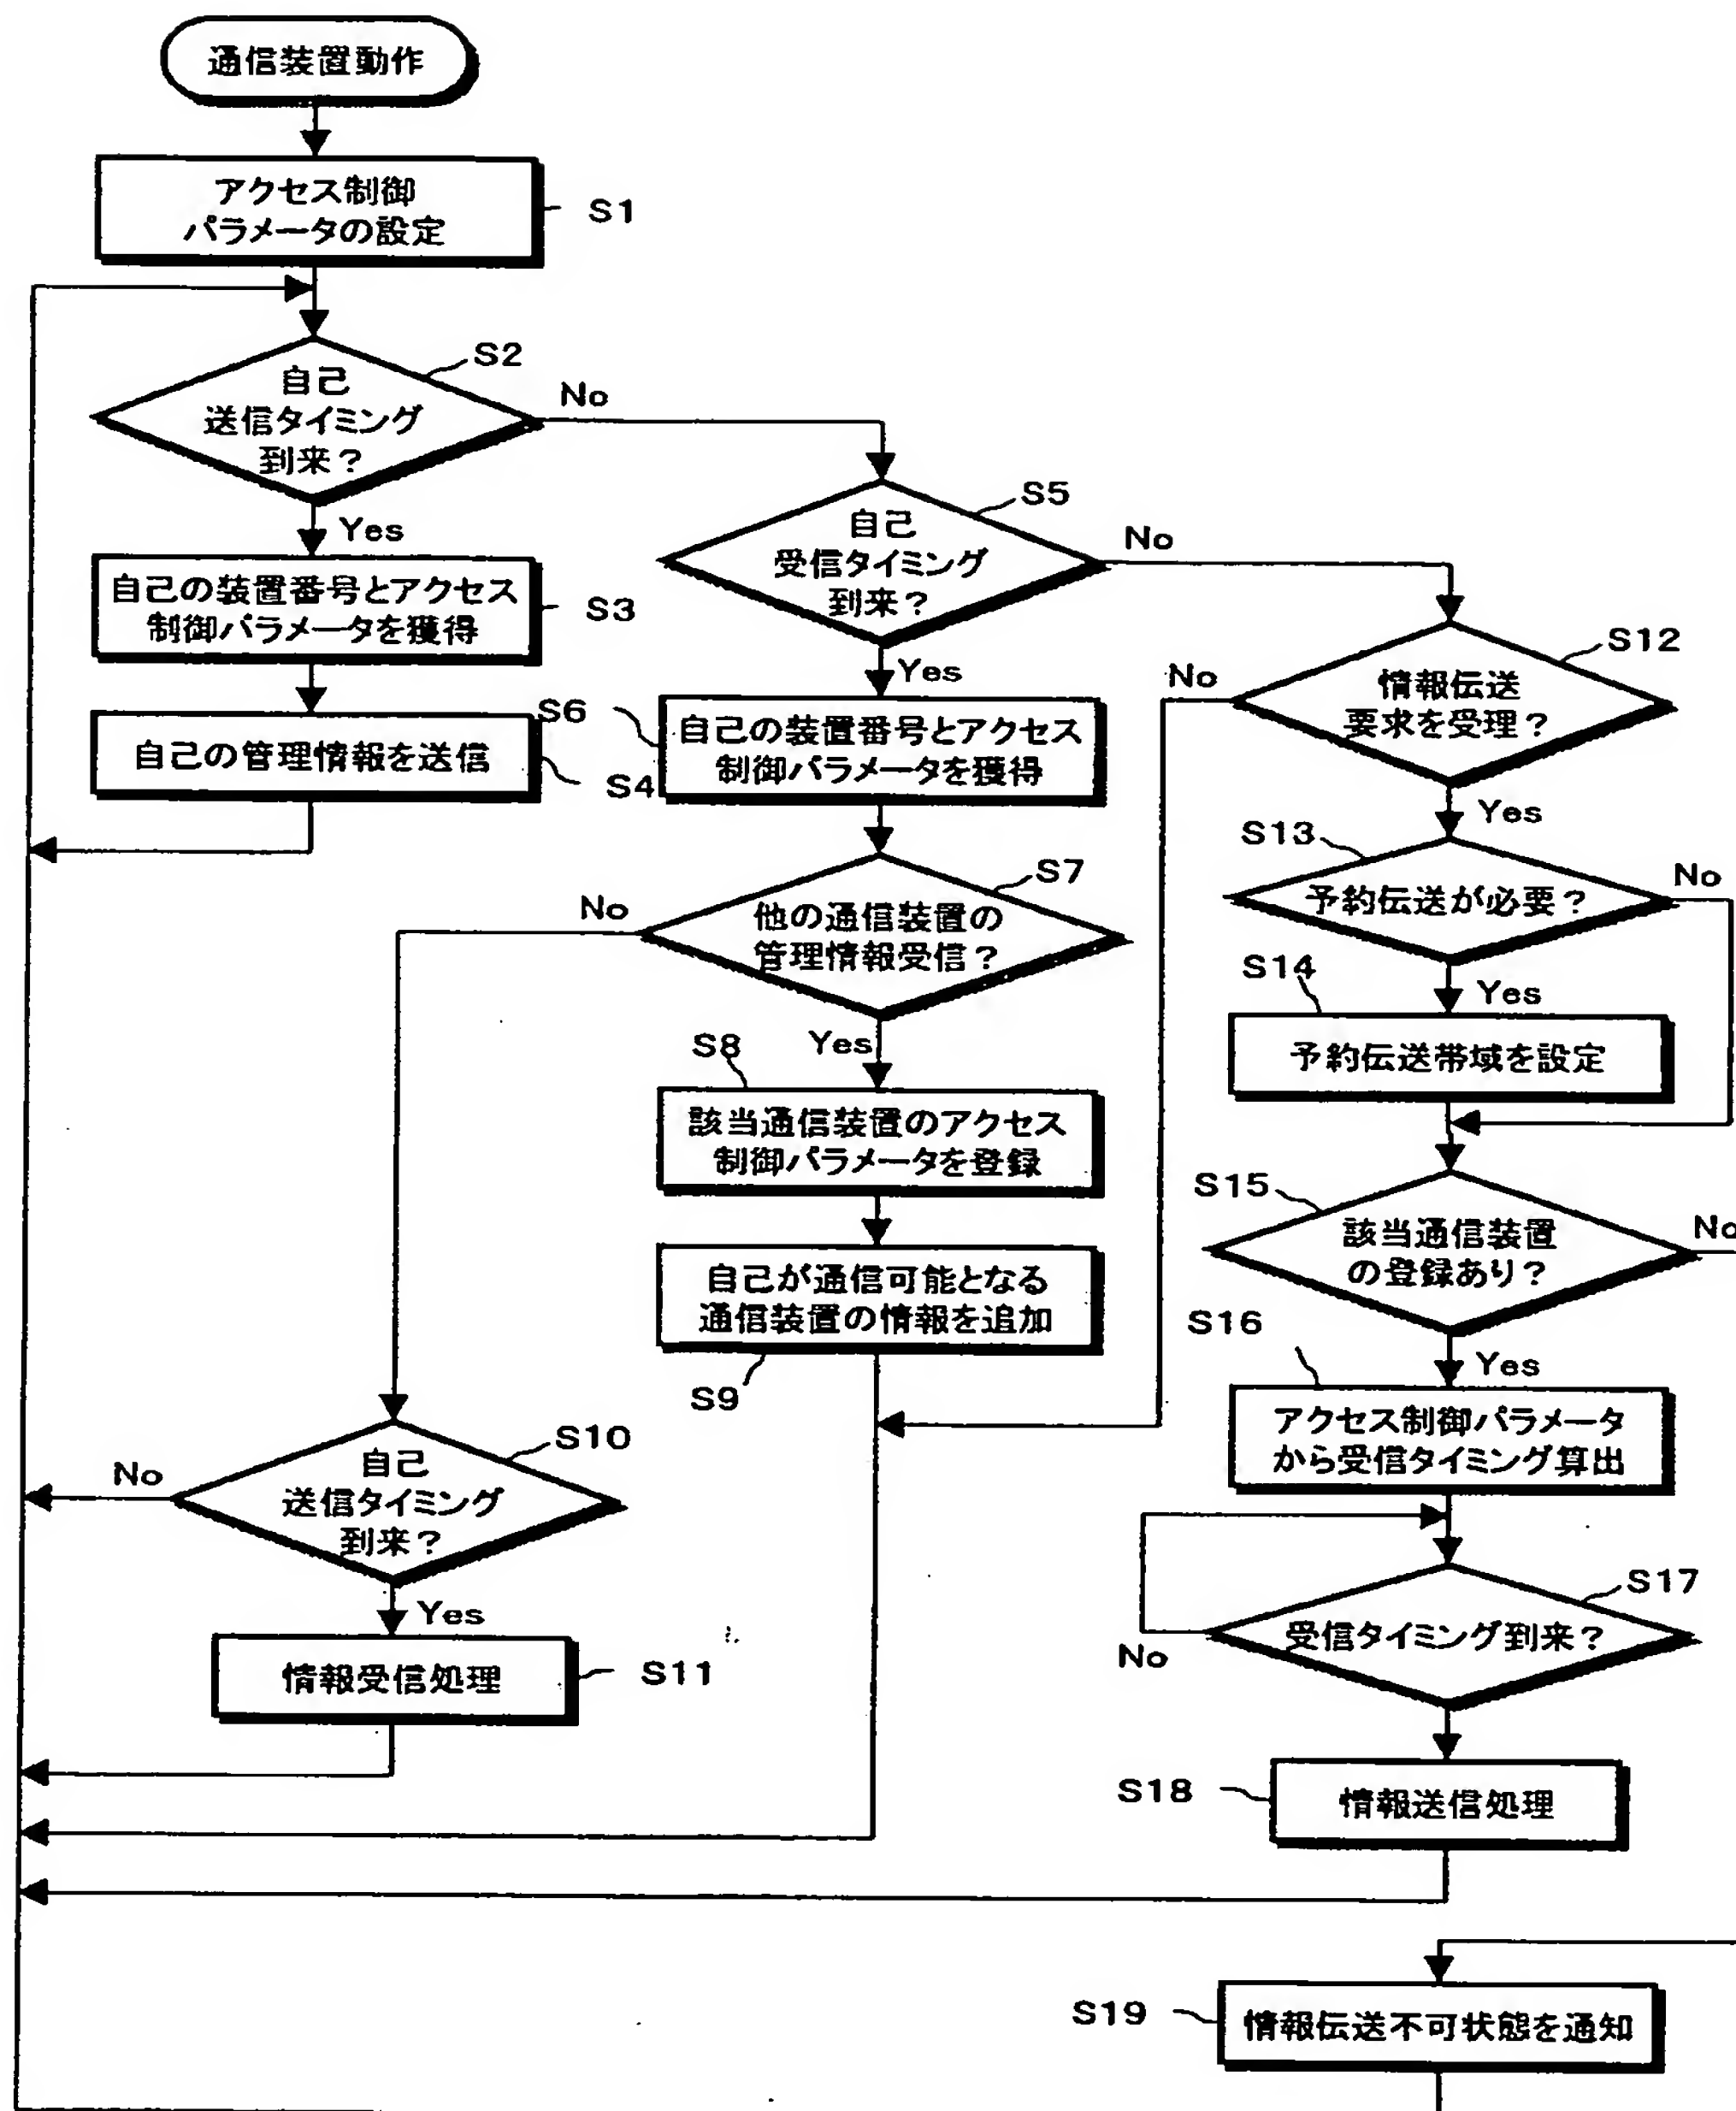 通信装置動作
アクセス制御
パラメータの設定
S1
S2
自己
送信タイミング
到来?
No
Yes
自己の装置番号とアクセス
制御パラメータを獲得
S3
自己の管理情報を送信
S4
S5
自己
受信タイミング
到来?
No
Yes
S6
自己の装置番号とアクセス
制御パラメータを獲得
S7
他の通信装置の
管理情報受信?
No
Yes
S8
該当通信装置のアクセス
制御パラメータを登録
自己が通信可能となる
通信装置の情報を追加
S9
S10
自己
送信タイミング
到来?
No
Yes
情報受信処理
S11
S12
情報伝送
要求を受理?
No
Yes
S13
予約伝送が必要?
No
Yes
S14
予約伝送帯域を設定
S15
該当通信装置
の登録あり?
No
Yes
S16
アクセス制御パラメータ
から受信タイミング算出
S17
受信タイミング到来?
No
S18
情報送信処理
S19
情報伝送不可状態を通知